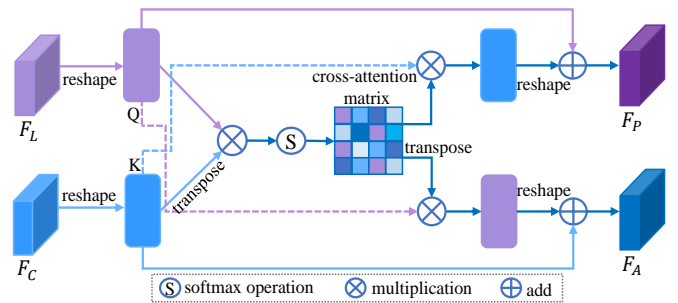 reshape
F_L
Q
cross-attention
matrix
reshape
F_P
S
transpose
K
transpose
reshape
F_C
reshape
F_A
S softmax operation
multiplication
add